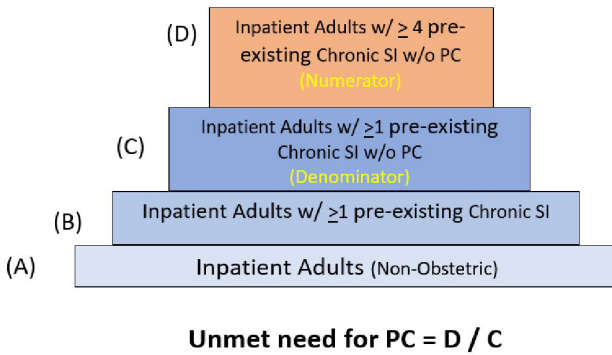 (D)
Inpatient Adults w/ ≥ 4 pre-
existing Chronic SI w/o PC
(Numerator)
(C)
Inpatient Adults w/ ≥1 pre-existing
Chronic SI w/o PC
(Denominator)
(B)
Inpatient Adults w/ ≥1 pre-existing Chronic SI
(A)
Inpatient Adults (Non-Obstetric)
Unmet need for PC = D / C